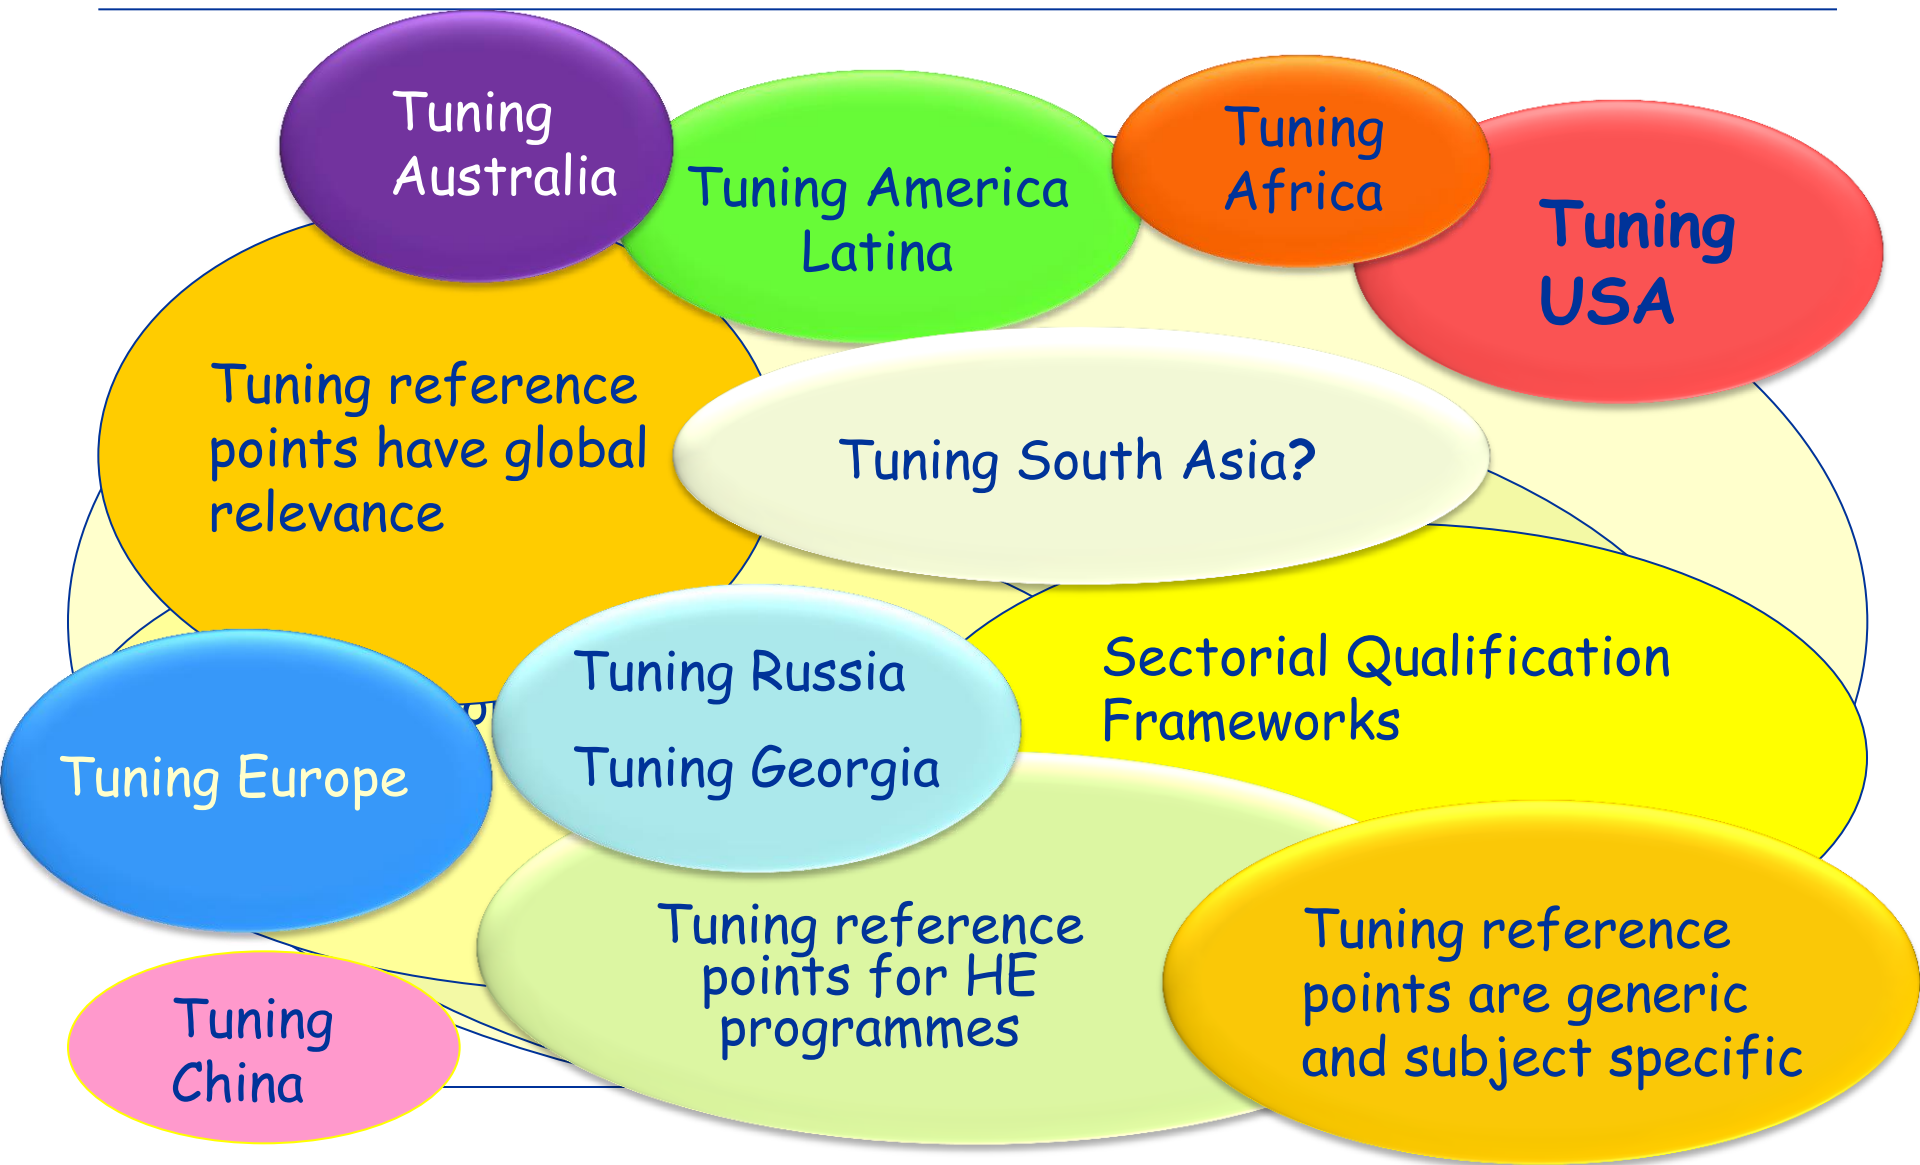 Tuning
Australia
Tuning America
Latina
Tuning
Africa
Tuning
USA
Tuning reference
points have global
relevance
Tuning South Asia?
Tuning Russia
Tuning Georgia
Sectorial Qualification
Frameworks
Tuning Europe
Tuning reference
points for HE
programmes
Tuning reference
points are generic
and subject specific
Tuning
China